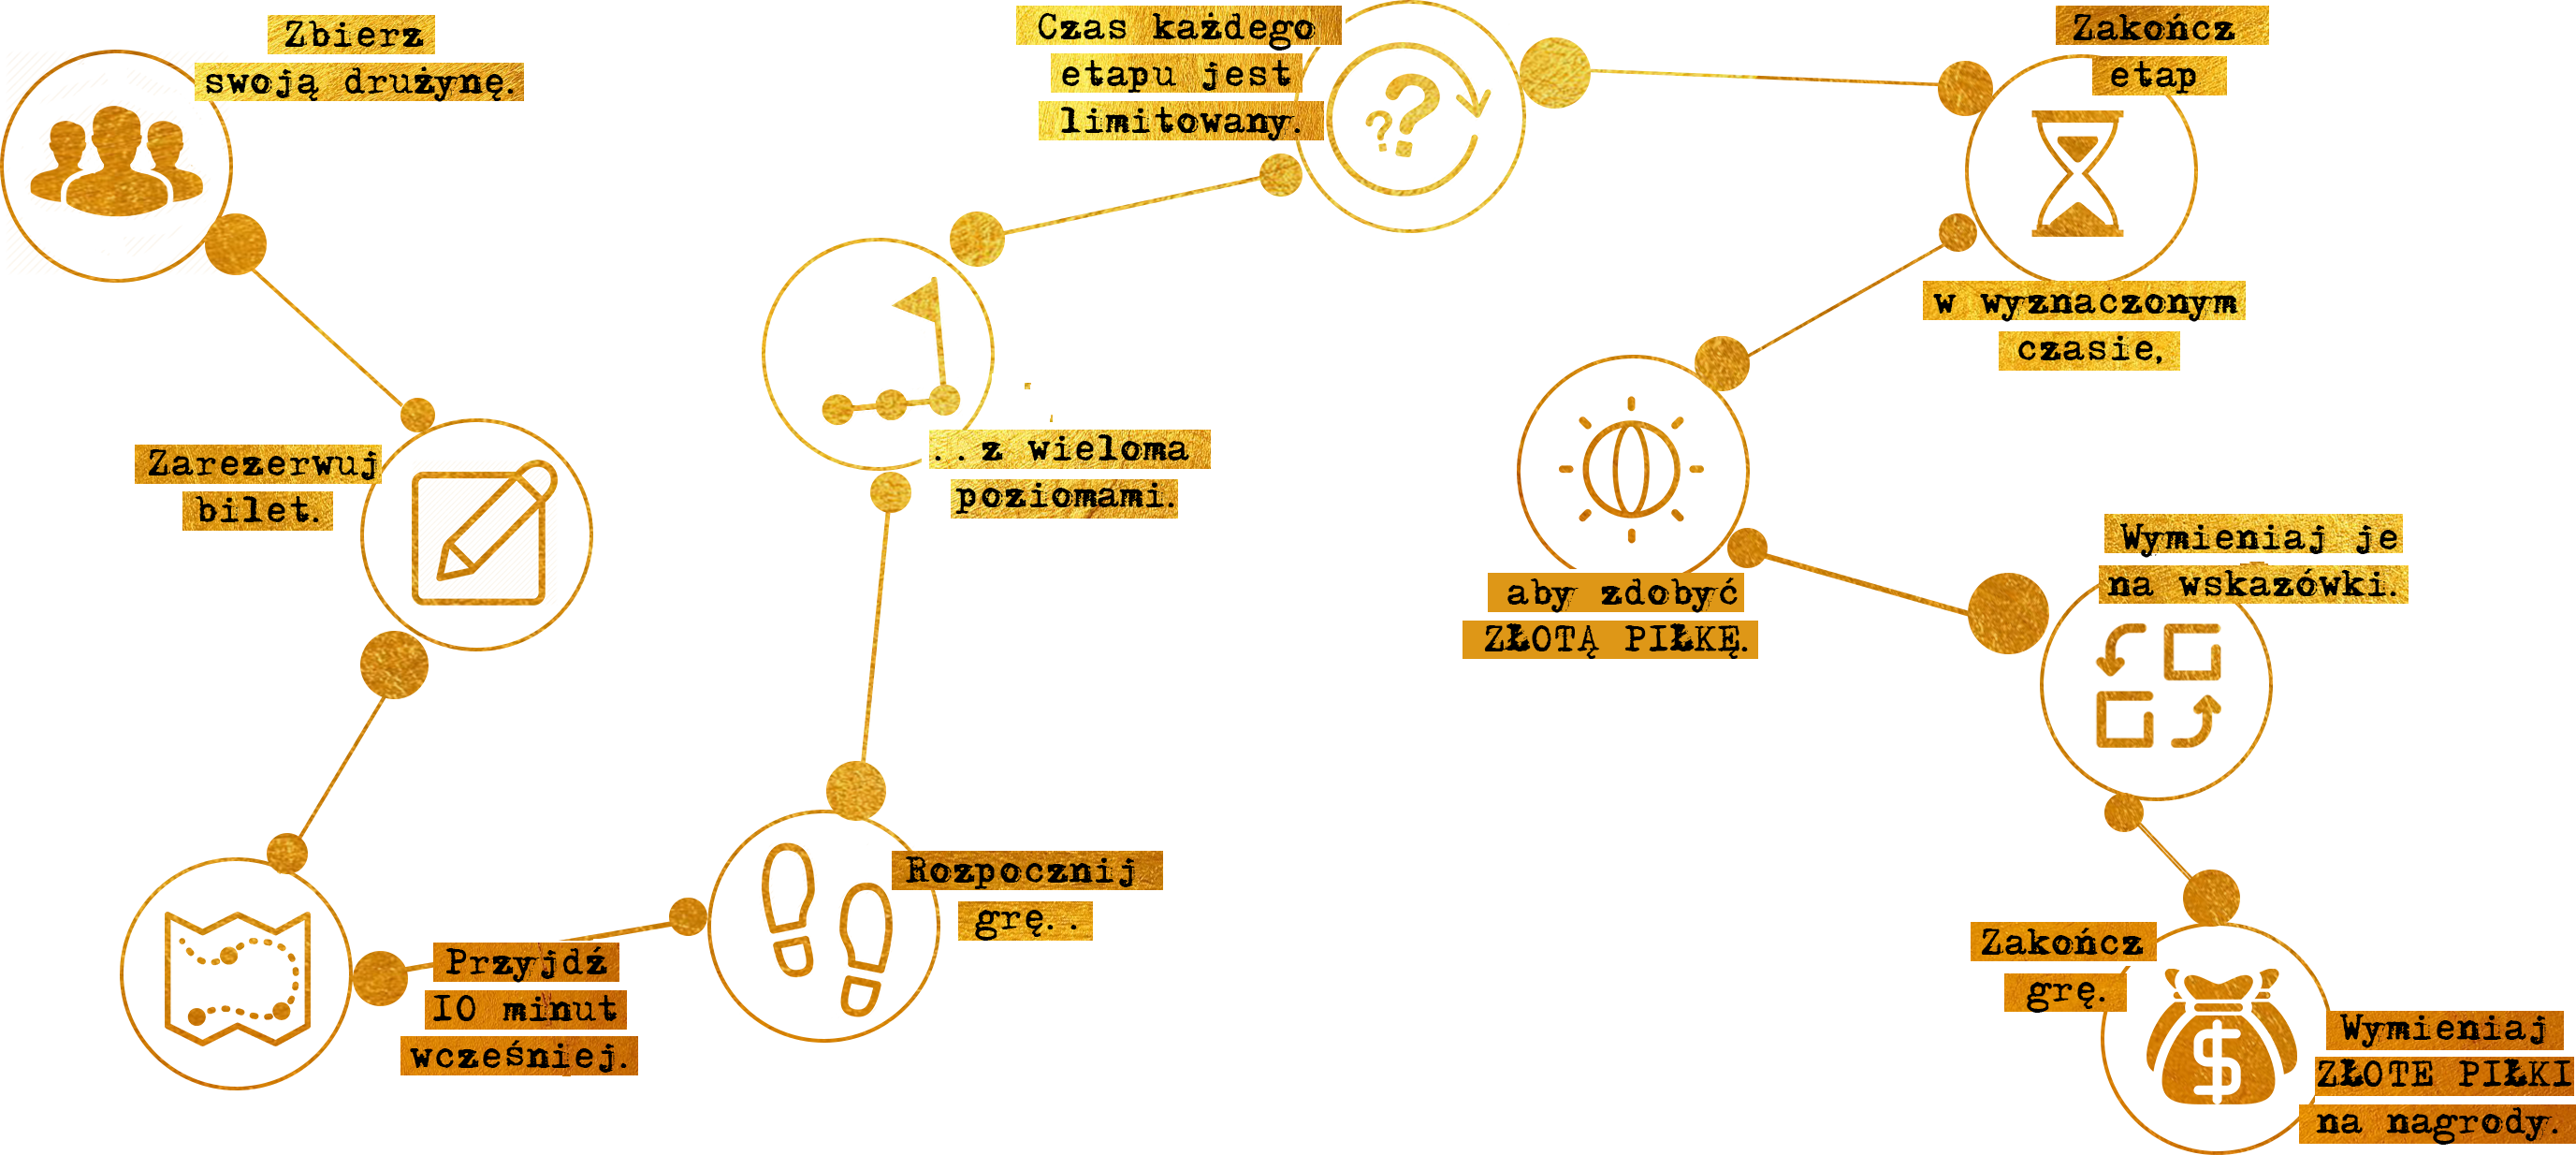 Zbierz
swoją drużynę.
Zarezerwuj
bilet.
Przyjdź
10 minut
wcześniej.
Rozpocznij
grę..
..z wieloma
poziomami.
Czas każdego
etapu jest
limitowany.
Zakończ
etap
w wyznaczonym
czasie,
aby zdobyć
ZŁOTĄ PIŁKĘ.
Wymieniaj je
na wskazówki.
Zakończ
grę.
Wymieniaj
ZŁOTE PIŁKI
na nagrody.